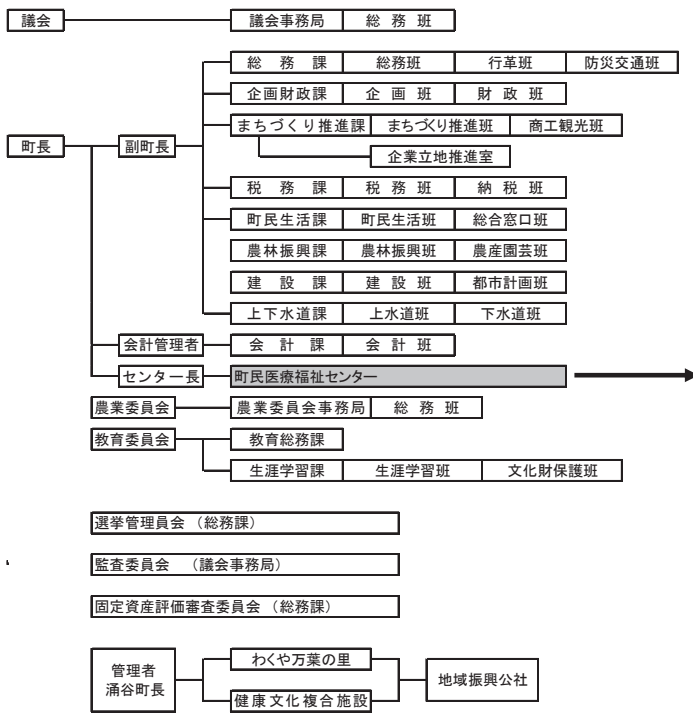 議会 議会事務局 総務班
総務課 総務班 行革班 防災交通班
企画財政課 企画班 財政班
まちづくり推進課 まちづくり推進班 商工観光班
町長 副町長
企業立地推進室
税務課 税務班 納税班
町民生活課 町民生活班 総合窓口班
農林振興課 農林振興班 農産園芸班
建設課 建設班 都市計画班
上下水道課 上水道班 下水道班
会計管理者 会計課 会計班
センター長 町民医療福祉センター
農業委員会 農業委員会事務局 総務班
教育委員会 教育総務課
生涯学習課 生涯学習班 文化財保護班
選挙管理員会（総務課）
監査委員会 （議会事務局）
固定資産評価審査委員会（総務課）
わくや万葉の里
管理者
涌谷町長
地域振興公社
健康文化複合施設